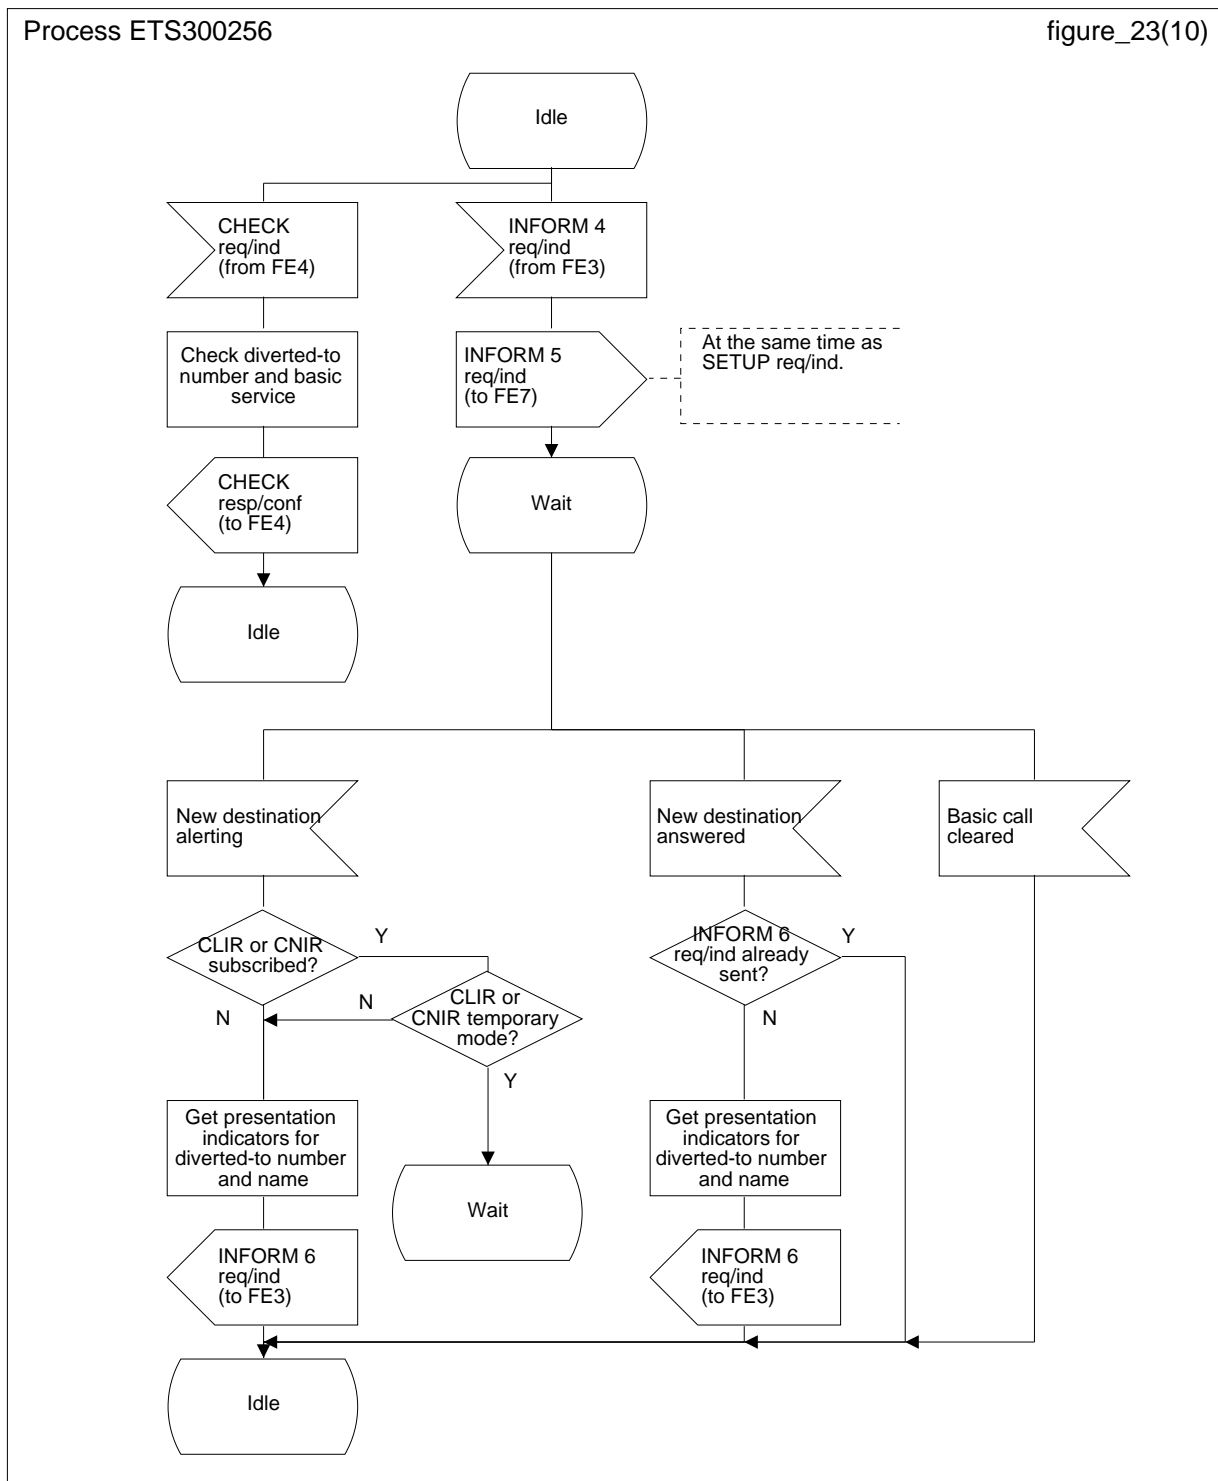 Process ETS300256
figure_23(10)
Idle
CHECK
req/ind
(from FE4)
INFORM 4
req/ind
(from FE3)
Check diverted-to
number and basic
service
INFORM 5
req/ind
(to FE7)
At the same time as
SETUP req/ind.
CHECK
resp/conf
(to FE4)
Wait
Idle
New destination
alerting
New destination
answered
Basic call
cleared
CLIR or CNIR
subscribed?
Y
INFORM 6
req/ind already
sent?
Y
N
N
CLIR or
CNIR temporary
mode?
N
Y
Get presentation
indicators for
diverted-to number
and name
Get presentation
indicators for
diverted-to number
and name
Wait
INFORM 6
req/ind
(to FE3)
INFORM 6
req/ind
(to FE3)
Idle